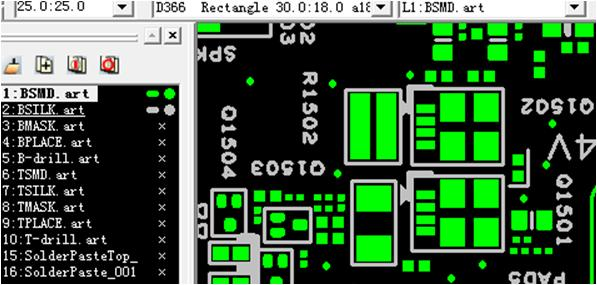 25.0:25.0
D366 Rectangle 30.0:18.0 a18
L1:BSMD.art
1:BSMD.art
2:BSILK.art
3:BMASK.art
4:BPLACE.art
5:B-drill.art
6:TSMD.art
7:TSILK.art
8:TMASK.art
9:TPLACE.art
10:T-drill.art
15:SolderPasteTop_
16:SolderPaste_001
SPK
R1502
Q1502
Q1504
Q1503
4V
Q1501
PAD5